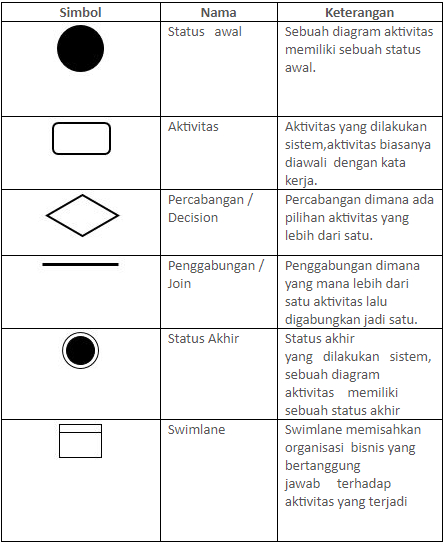 Simbol Nama Keterangan
Status awal
Sebuah diagram aktivitas
memiliki sebuah status
awal.
Aktivitas
Aktivitas yang dilakukan
sistem,aktivitas biasanya
diawali dengan kata
kerja.
Percabangan /
Decision
Percabangan dimana ada
pilihan aktivitas yang
lebih dari satu.
Penggabungan /
Join
Penggabungan dimana
yang mana lebih dari
satu aktivitas lalu
digabungkan jadi satu.
Status Akhir
Status akhir
yang dilakukan sistem,
sebuah diagram
aktivitas memiliki
sebuah status akhir
Swimlane
Swimlane memisahkan
organisasi bisnis yang
bertanggung
jawab terhadap
aktivitas yang terjadi